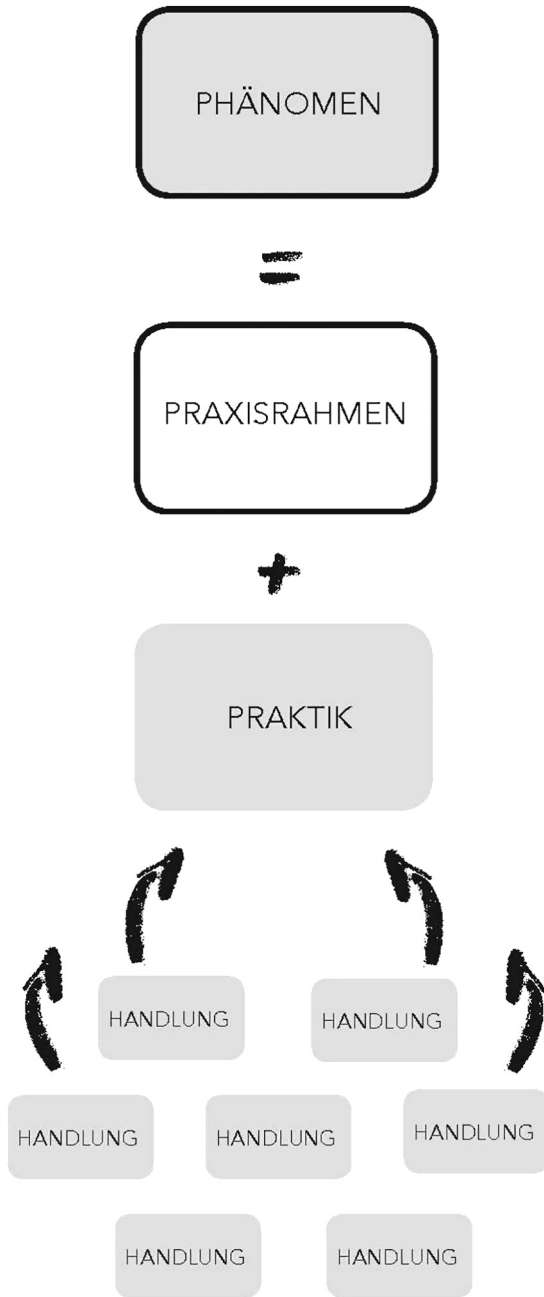 PHÄNOMEN
=
PRAXISRAHMEN
+
PRAKTIK
HANDLUNG
HANDLUNG
HANDLUNG
HANDLUNG
HANDLUNG
HANDLUNG
HANDLUNG